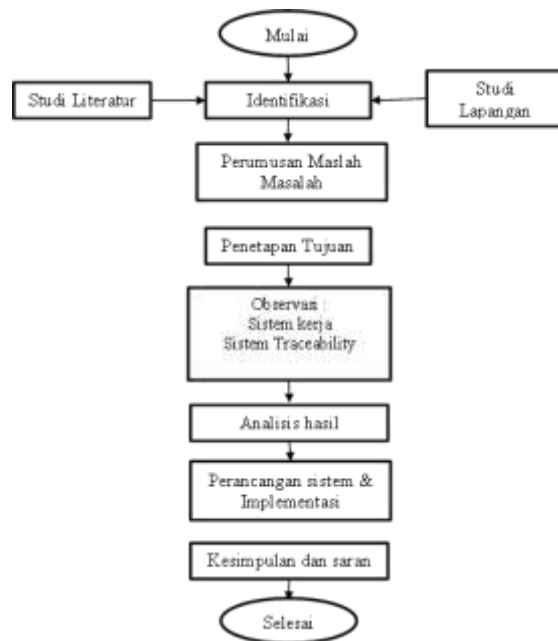 Mulai
Studi Literatur
Identifikasi
Studi
Lapangan
Perumusan Maslah
Masalah
Penetapan Tujuan
Observasi :
Sistem kerja
Sistem Traceability
Analisis hasil
Perancangan sistem &
Implementasi
Kesimpulan dan saran
Selesai